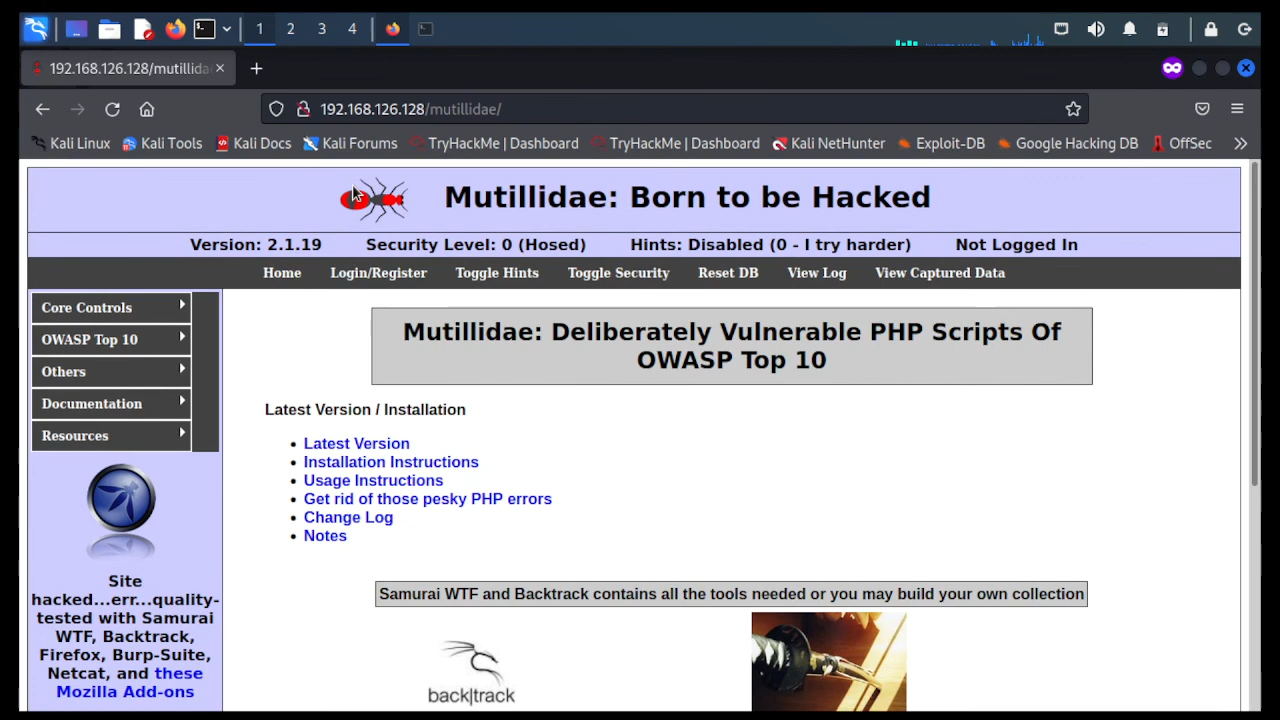 1 2 3 4
192.168.126.128/mutillida
192.168.126.128/mutillidae/
Kali Linux Kali Tools Kali Docs Kali Forums TryHackMe | Dashboard TryHackMe | Dashboard Kali NetHunter Exploit-DB Google Hacking DB OffSec
Mutillidae: Born to be Hacked
Version: 2.1.19 Security Level: 0 (Hosed) Hints: Disabled (0 - I try harder) Not Logged In
Home Login/Register Toggle Hints Toggle Security Reset DB View Log View Captured Data
Core Controls
OWASP Top 10
Others
Documentation
Resources
Site
hacked...err...quality-
tested with Samurai
WTF, Backtrack,
Firefox, Burp-Suite,
Netcat, and these
Mozilla Add-ons
Mutillidae: Deliberately Vulnerable PHP Scripts Of
OWASP Top 10
Latest Version / Installation
• Latest Version
• Installation Instructions
• Usage Instructions
• Get rid of those pesky PHP errors
• Change Log
• Notes
Samurai WTF and Backtrack contains all the tools needed or you may build your own collection
back|track